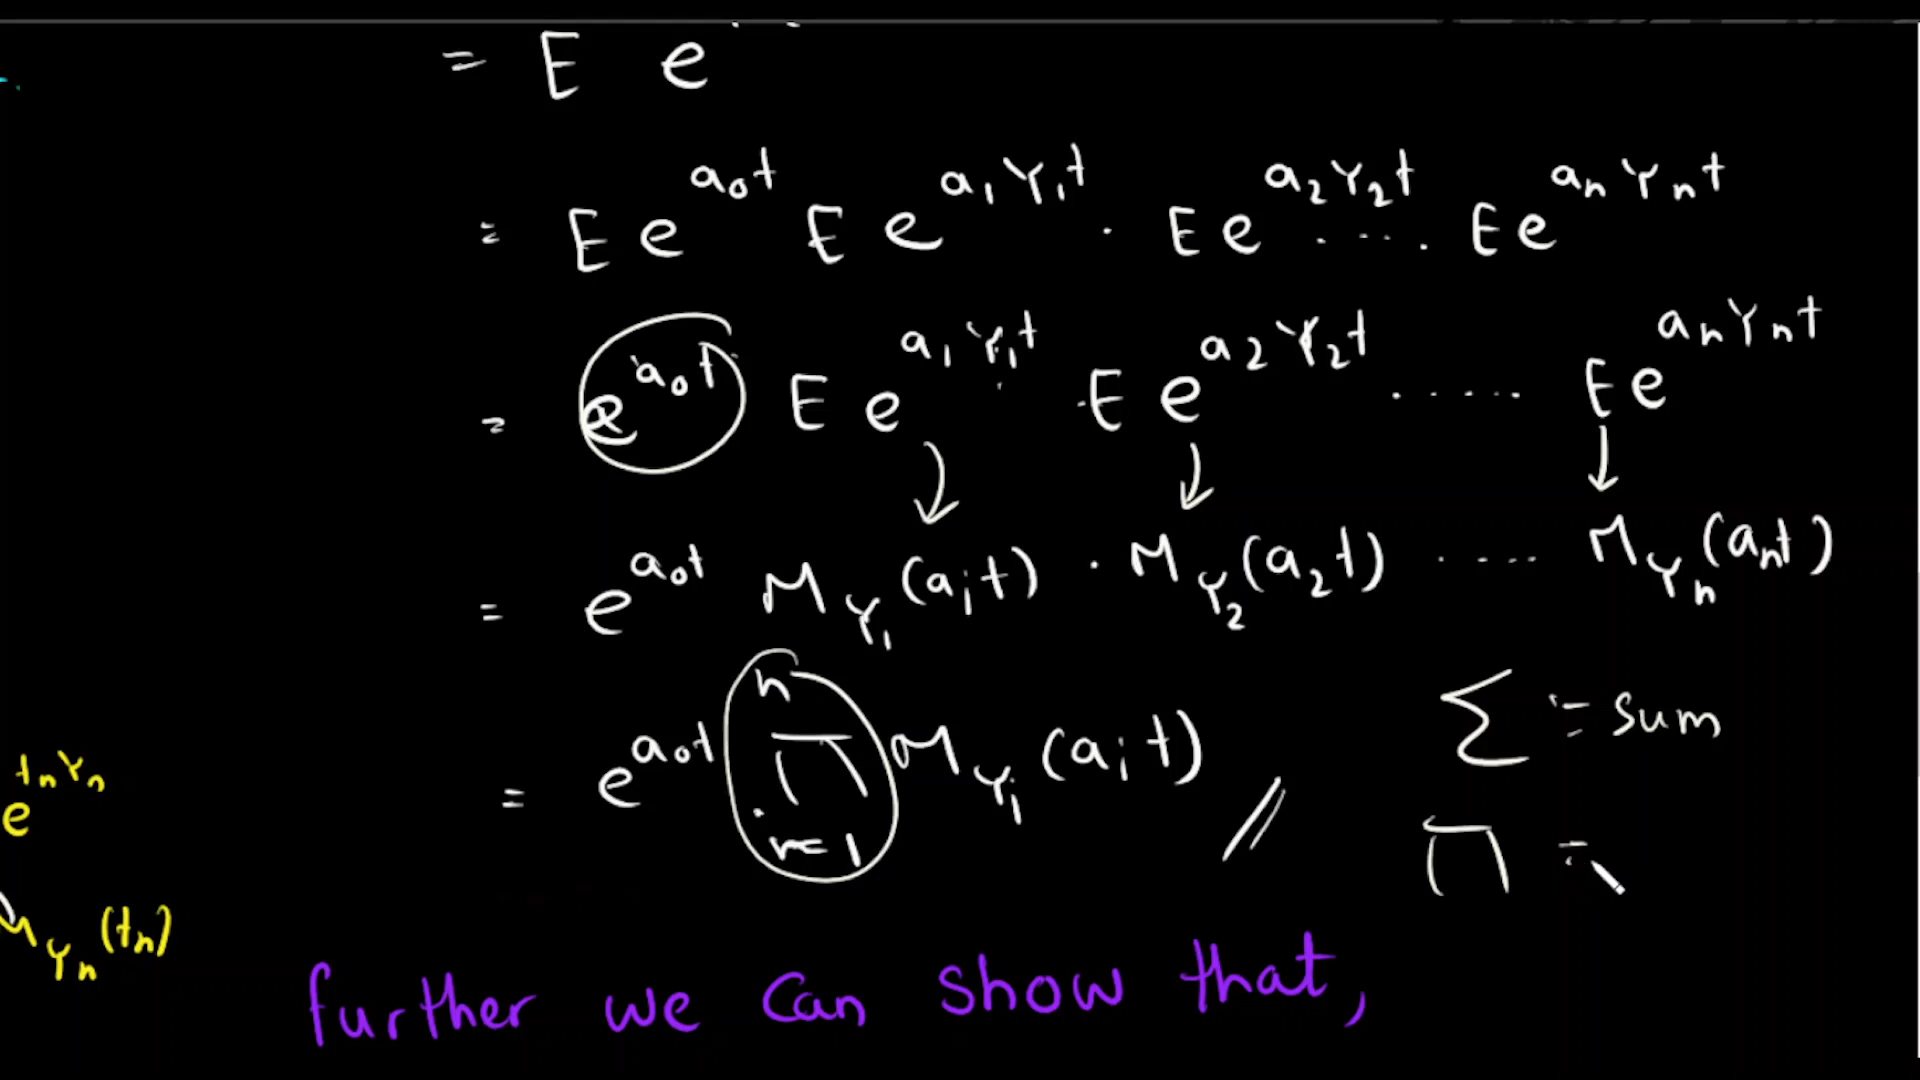 = E e
= E e^{a₀t} E e^{a₁Y₁t} · E e^{a₂Y₂t} ..... E e^{aₙYₙt}
= e^{a₀t} E e^{a₁Y₁t} · E e^{a₂Y₂t} ..... E e^{aₙYₙt}
= e^{a₀t} M_{Y₁}(a₁t) · M_{Y₂}(a₂t) ..... M_{Yₙ}(aₙt)
= e^{a₀t} ∏_{i=1}^{n} M_{Yᵢ}(aᵢt) //
Σ := sum
∏ =
e^{tₙYₙ}
M_{Yₙ}(tₙ)
further we can show that,